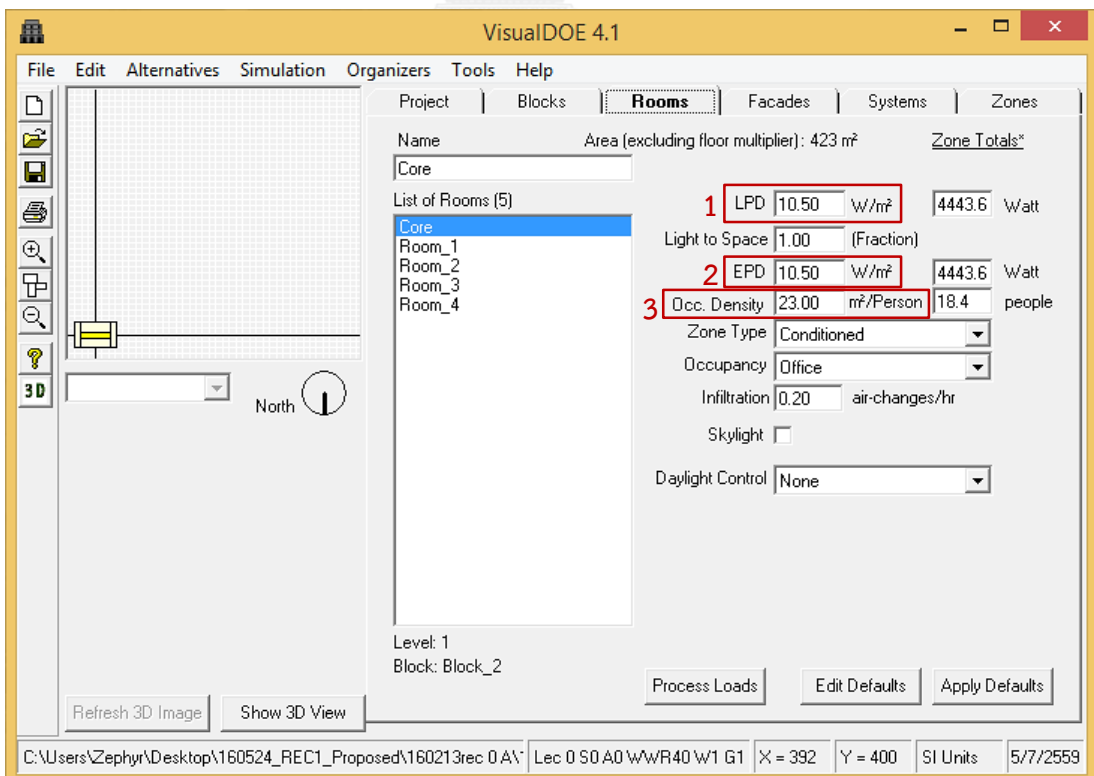 VisualDOE 4.1
File Edit Alternatives Simulation Organizers Tools Help
Project Blocks Rooms Facades Systems Zones
Name Area (excluding floor multiplier): 423 m² Zone Totals*
Core
List of Rooms (5)
Core
Room_1
Room_2
Room_3
Room_4
1 LPD 10.50 W/m² 4443.6 Watt
Light to Space 1.00 (Fraction)
2 EPD 10.50 W/m² 4443.6 Watt
3 Occ. Density 23.00 m²/Person 18.4 people
Zone Type Conditioned
Occupancy Office
Infiltration 0.20 air-changes/hr
Skylight
Daylight Control None
3D
North
Level: 1
Block: Block_2
Process Loads Edit Defaults Apply Defaults
Refresh 3D Image Show 3D View
C:\Users\Zephyr\Desktop\160524_REC1_Proposed\160213rec 0 A\ Lec 0 S0 A0 WWR40 W1 G1 X = 392 Y = 400 SI Units 5/7/2559